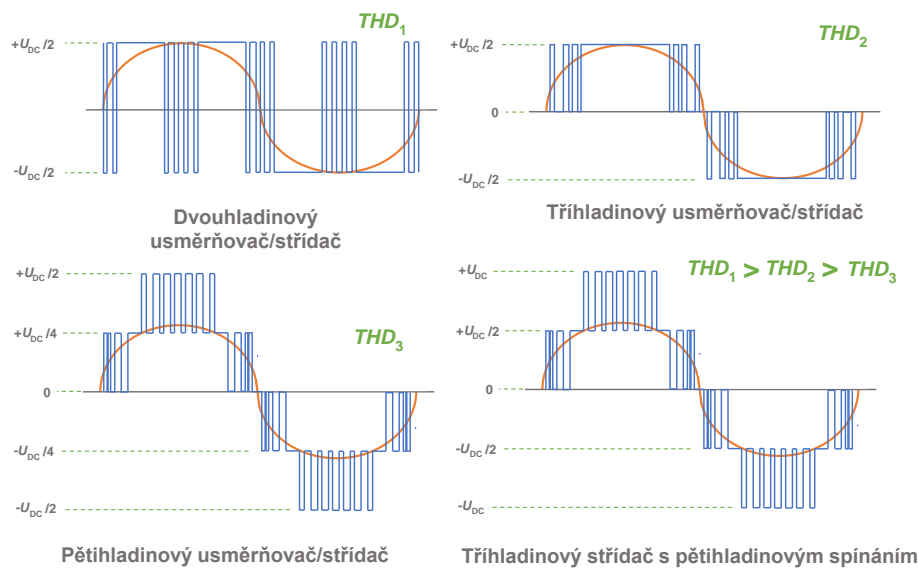 THD1
+UDC/2
-UDC/2
Dvouhladinový
usměrňovač/střídač
THD2
+UDC/2
0
-UDC/2
Tříhladinový usměrňovač/střídač
+UDC/2
+UDC/4
0
-UDC/4
-UDC/2
THD3
Pětihladinový usměrňovač/střídač
THD1 > THD2 > THD3
+UDC
+UDC/2
0
-UDC/2
-UDC
Tříhladinový střídač s pětihladinovým spínáním